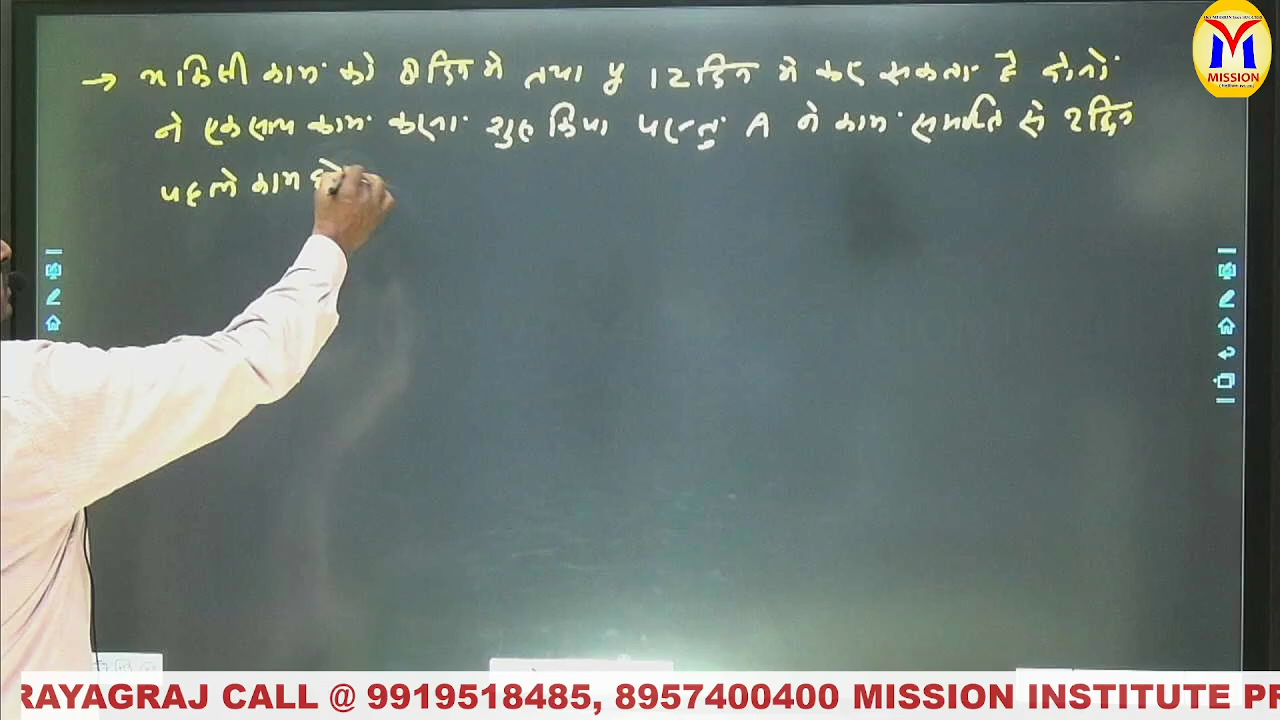 → x किसी काम को 8 दिन में तथा y 12 दिन में कर सकता है दोनों
ने एक साथ काम करना शुरू किया परन्तु A ने काम समाप्ति से 2 दिन
पहले काम छो
MISSION
RAYAGRAJ CALL @ 9919518485, 8957400400 MISSION INSTITUTE PR